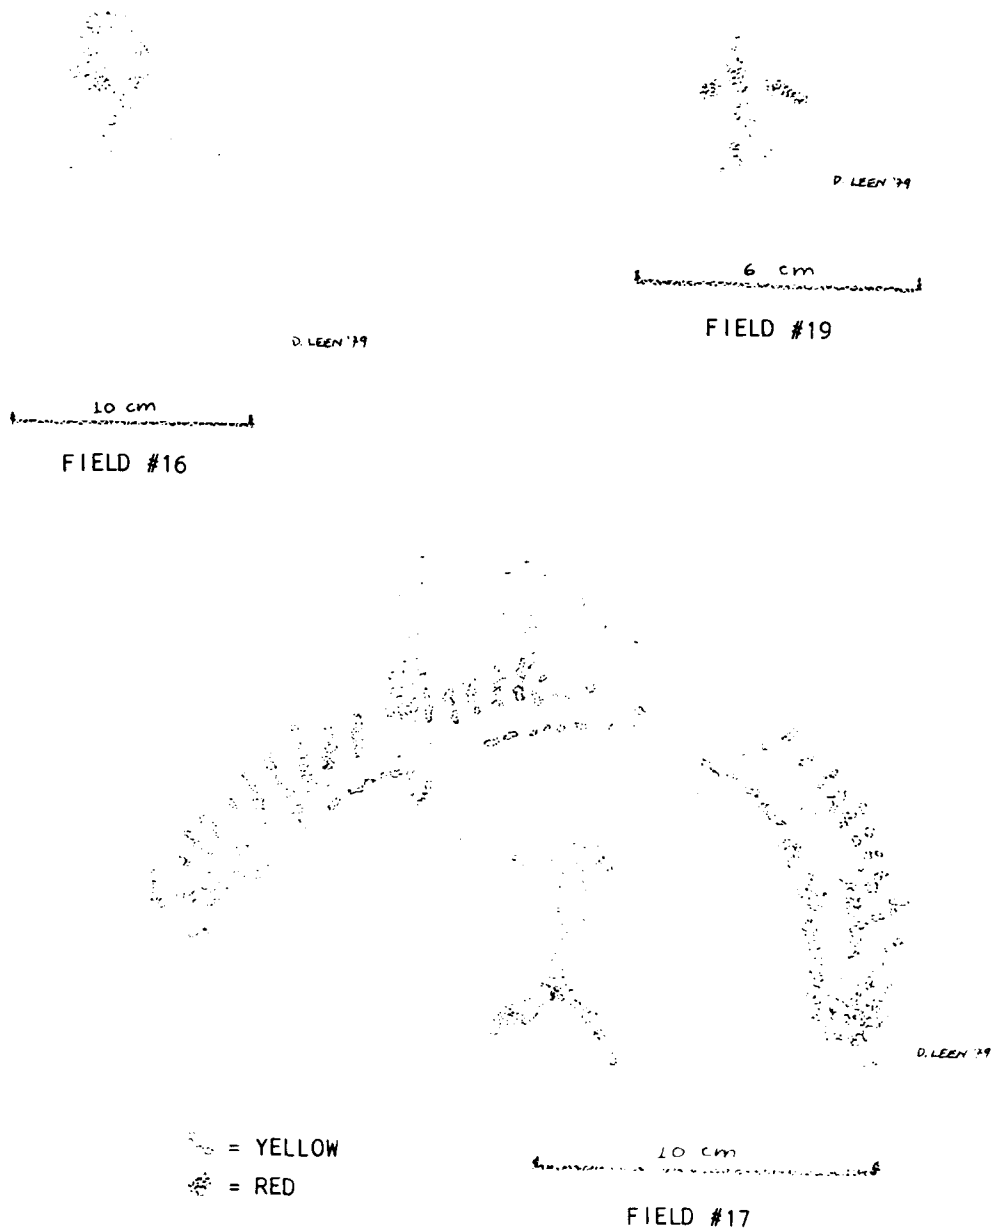 D. LEEN '79
6 cm
FIELD #19
D. LEEN '79
10 cm
FIELD #16
D. LEEN '79
= YELLOW
= RED
10 cm
FIELD #17